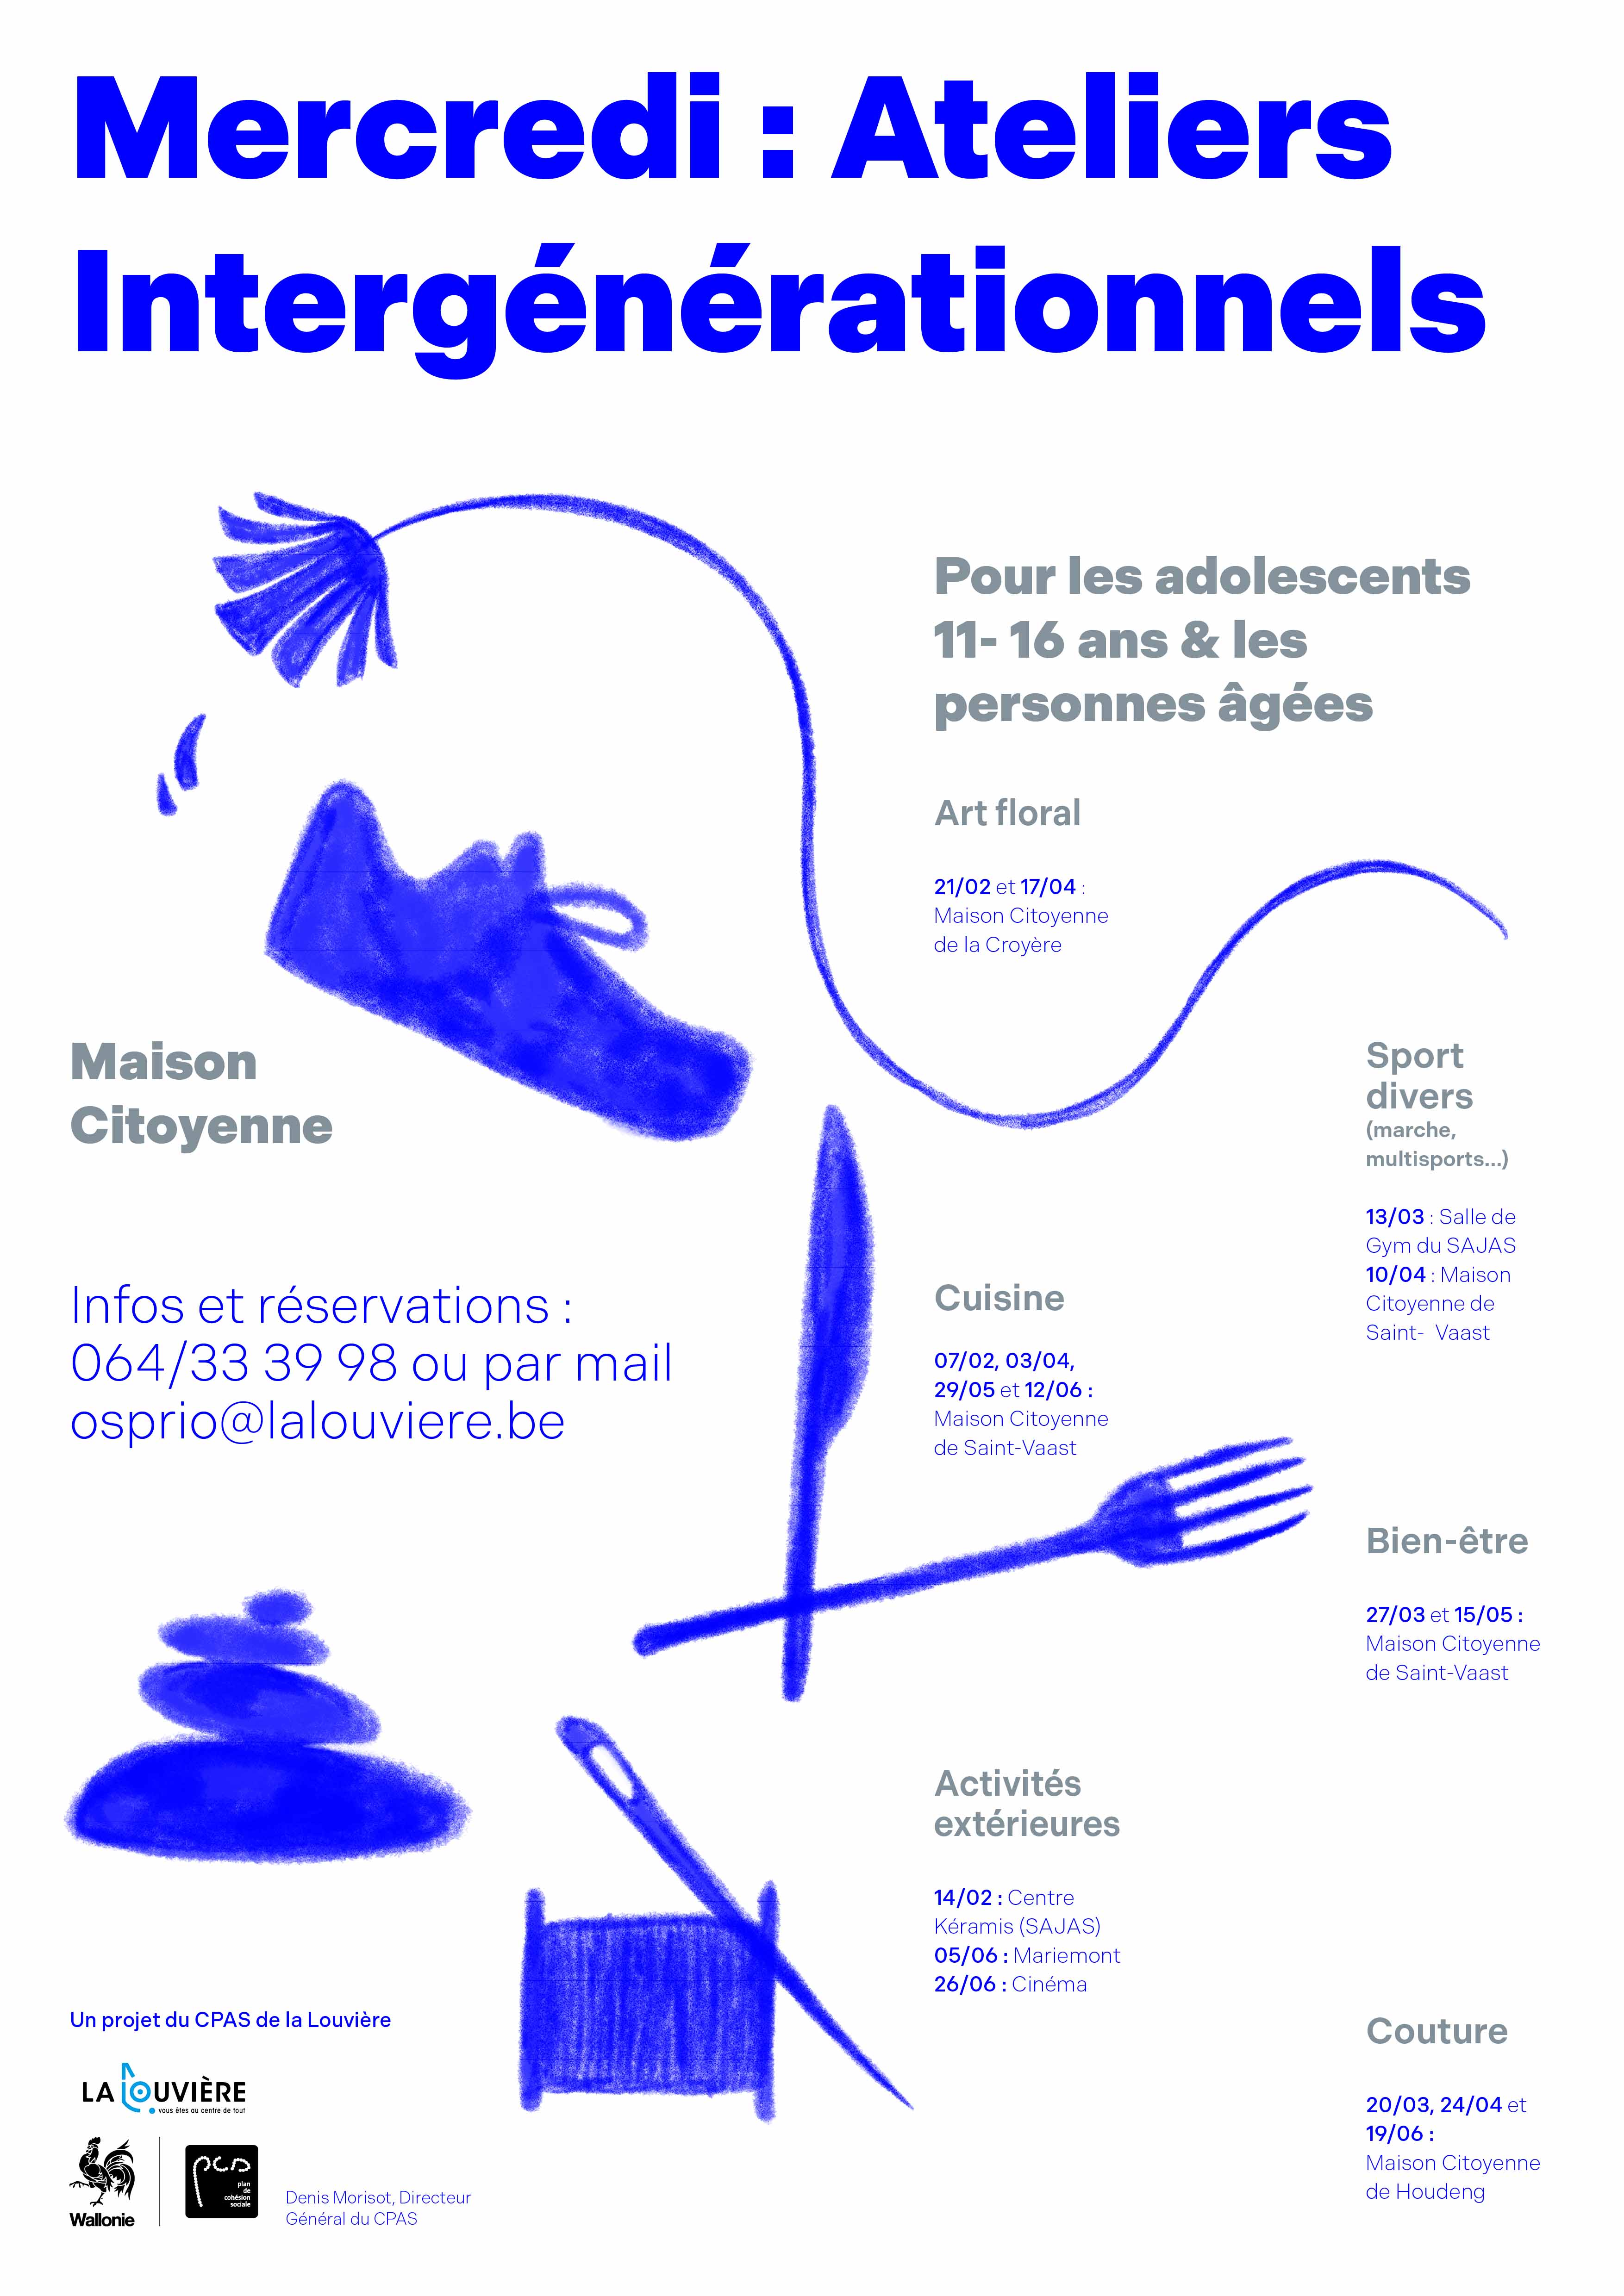 Mercredi : Ateliers
Intergénérationnels
Pour les adolescents
11- 16 ans & les
personnes âgées
Art floral
21/02 et 17/04 :
Maison Citoyenne
de la Croyère
Maison
Citoyenne
Sport
divers
(marche,
multisports...)
13/03 : Salle de
Gym du SAJAS
10/04 : Maison
Citoyenne de
Saint-  Vaast
Infos et réservations :
064/33 39 98 ou par mail
osprio@lalouviere.be
Cuisine
07/02, 03/04,
29/05 et 12/06 :
Maison Citoyenne
de Saint-Vaast
Bien-être
27/03 et 15/05 :
Maison Citoyenne
de Saint-Vaast
Activités
extérieures
14/02 : Centre
Kéramis (SAJAS)
05/06 : Mariemont
26/06 : Cinéma
Couture
20/03, 24/04 et
19/06 :
Maison Citoyenne
de Houdeng
Un projet du CPAS de la Louvière
LA LOUVIÈRE
vous êtes au centre de tout
Wallonie
pcs
plan
de
cohésion
sociale
Denis Morisot, Directeur
Général du CPAS